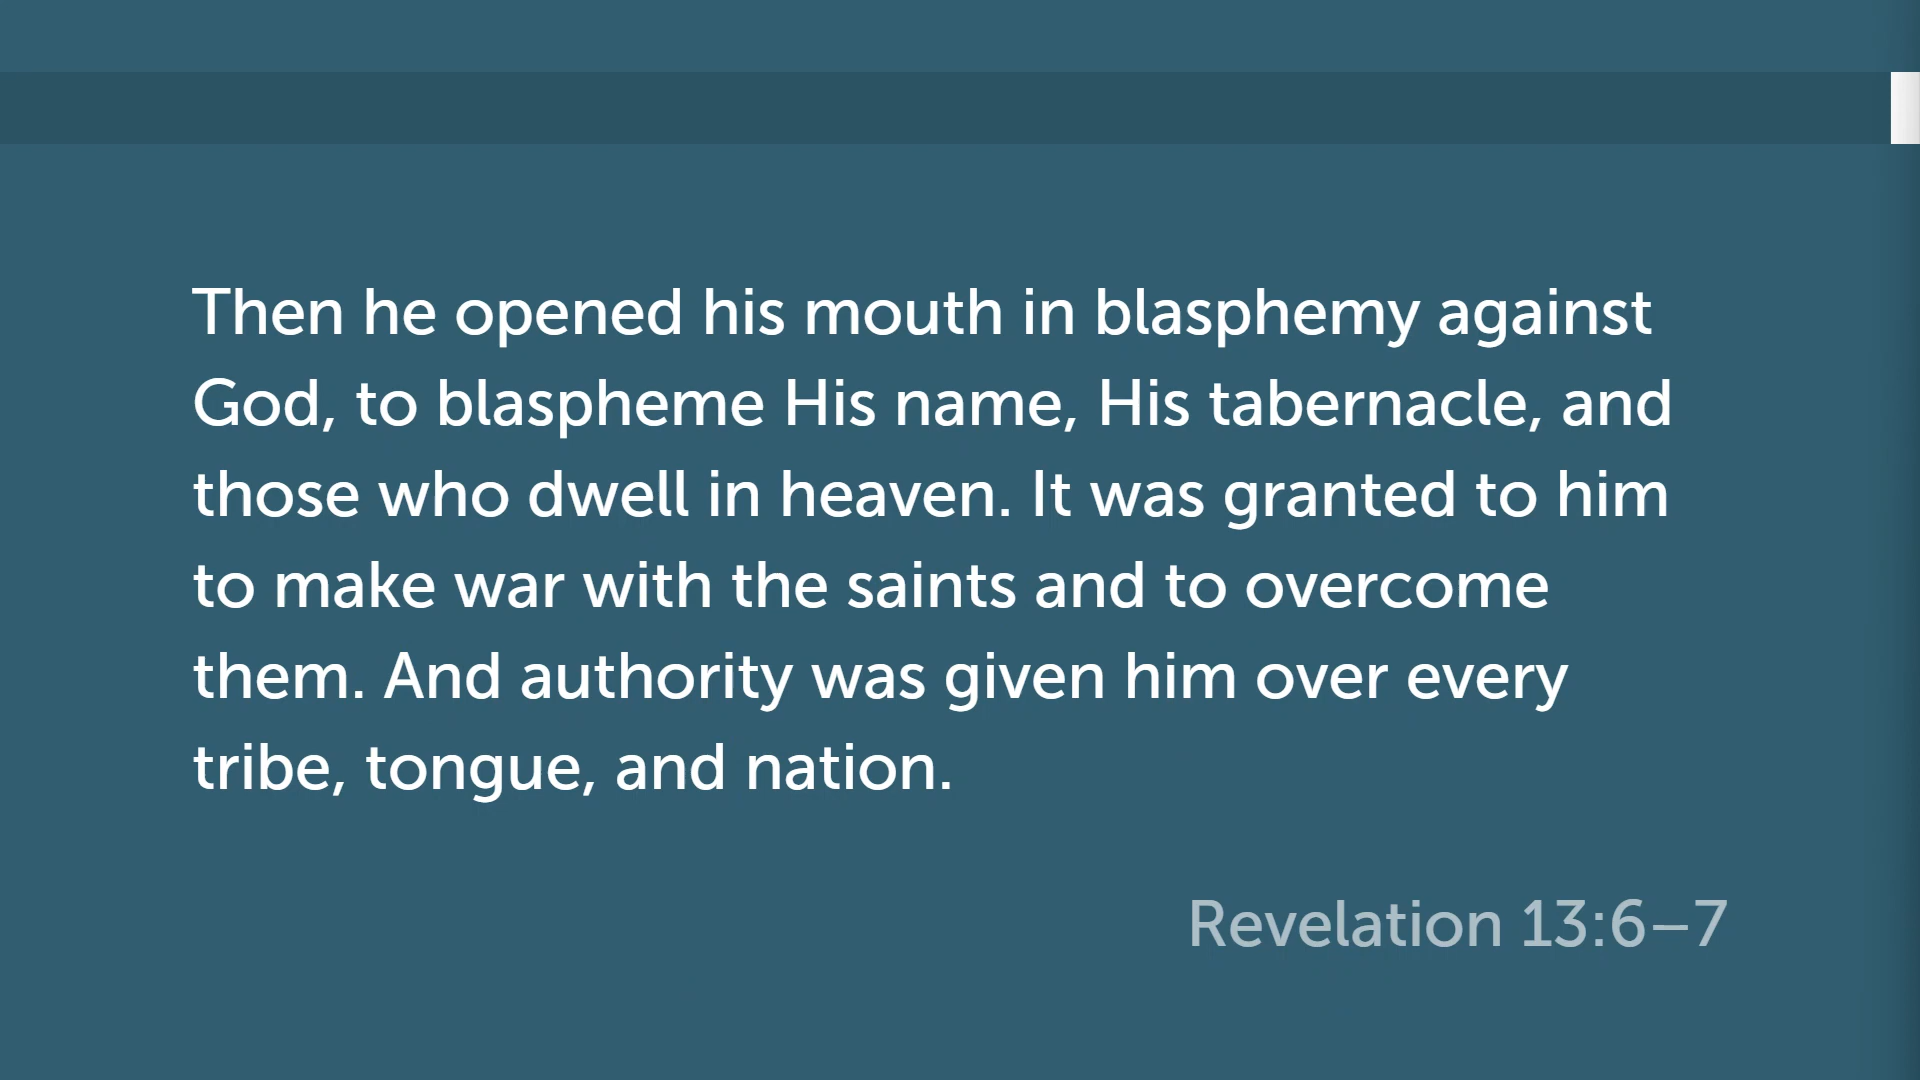 Then he opened his mouth in blasphemy against
God, to blaspheme His name, His tabernacle, and
those who dwell in heaven. It was granted to him
to make war with the saints and to overcome
them. And authority was given him over every
tribe, tongue, and nation.
Revelation 13:6–7